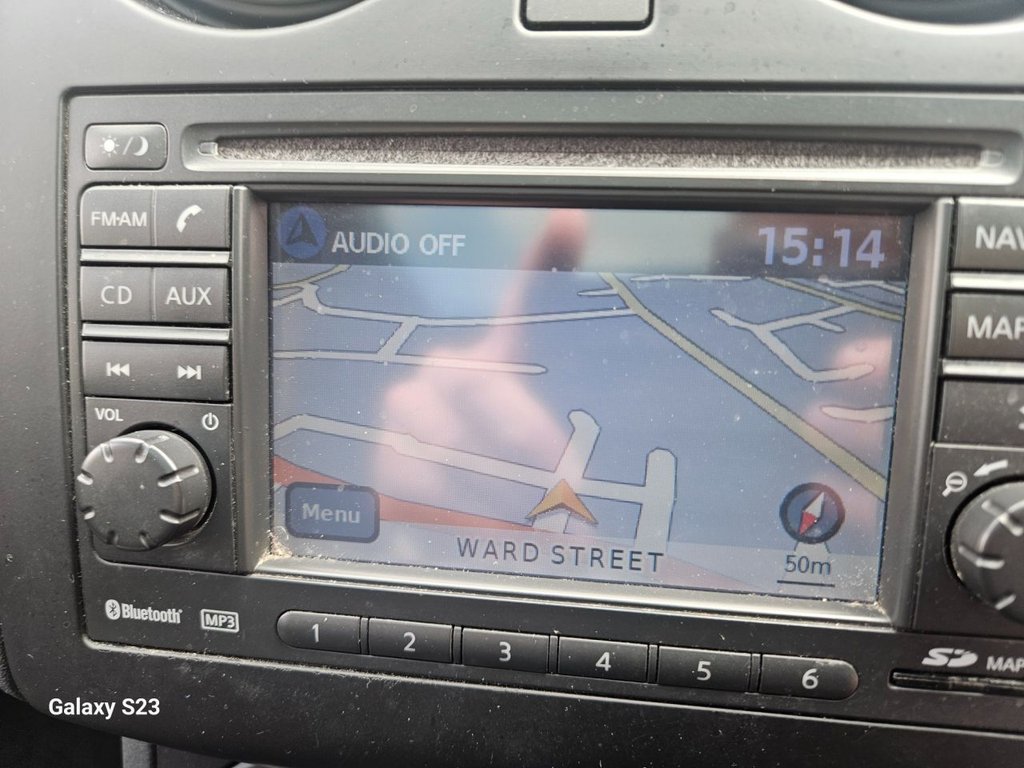 FM·AM
CD
AUX
VOL
AUDIO OFF
15:14
Menu
WARD STREET
50m
NAV
MAP
Bluetooth
MP3
1
2
3
4
5
6
SD
MAP
Galaxy S23